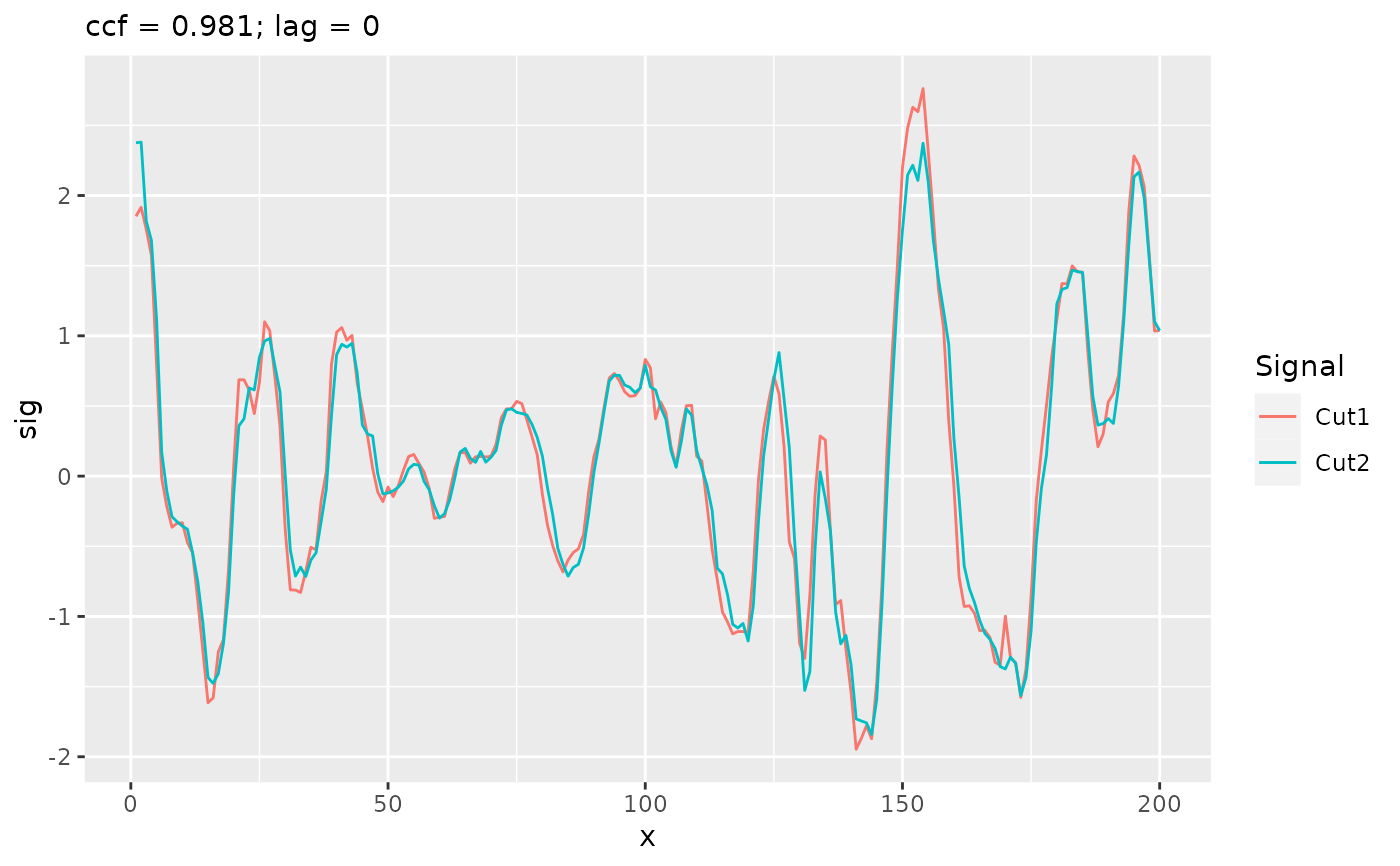 ccf = 0.981; lag = 0
2
1
0
-1
-2
sig
0 50 100 150 200
x
Signal
Cut1
Cut2